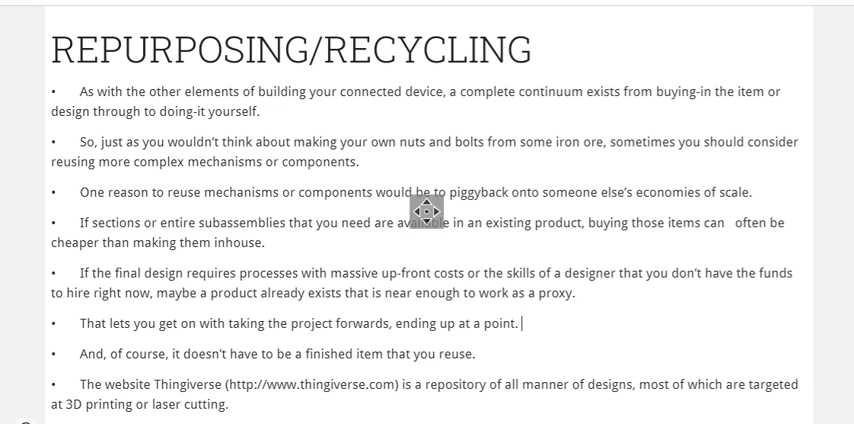 REPURPOSING/RECYCLING
• As with the other elements of building your connected device, a complete continuum exists from buying-in the item or
design through to doing-it yourself.
• So, just as you wouldn't think about making your own nuts and bolts from some iron ore, sometimes you should consider
reusing more complex mechanisms or components.
• One reason to reuse mechanisms or components would be to piggyback onto someone else's economies of scale.
• If sections or entire subassemblies that you need are available in an existing product, buying those items can often be
cheaper than making them inhouse.
• If the final design requires processes with massive up-front costs or the skills of a designer that you don't have the funds
to hire right now, maybe a product already exists that is near enough to work as a proxy.
• That lets you get on with taking the project forwards, ending up at a point.
• And, of course, it doesn't have to be a finished item that you reuse.
• The website Thingiverse (http://www.thingiverse.com) is a repository of all manner of designs, most of which are targeted
at 3D printing or laser cutting.